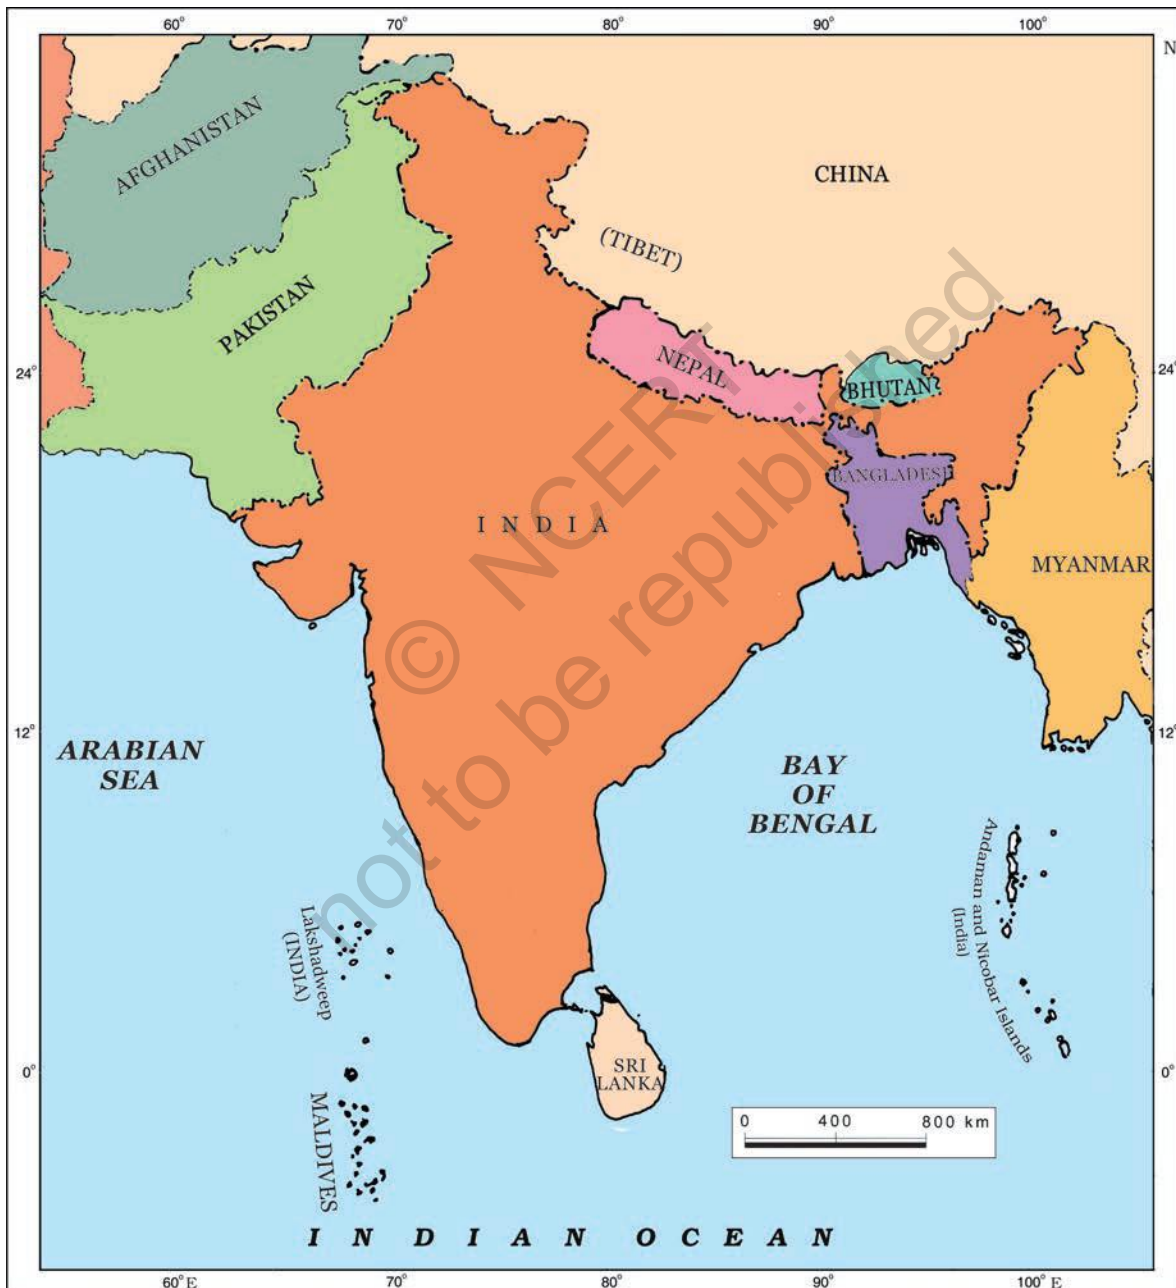 60° 70° 80° 90° 100°
N
AFGHANISTAN
CHINA
(TIBET)
PAKISTAN
NEPAL
24° 24°
BHUTAN
BANGLADESH
INDIA
MYANMAR
© NCERT
not to be republished
12° 12°
ARABIAN
SEA
BAY
OF
BENGAL
Andaman and Nicobar Islands
(India)
Lakshadweep
(INDIA)
SRI
LANKA
0° 0°
MALDIVES
0 400 800 km
INDIAN OCEAN
60° E 70° 80° 90° 100° E